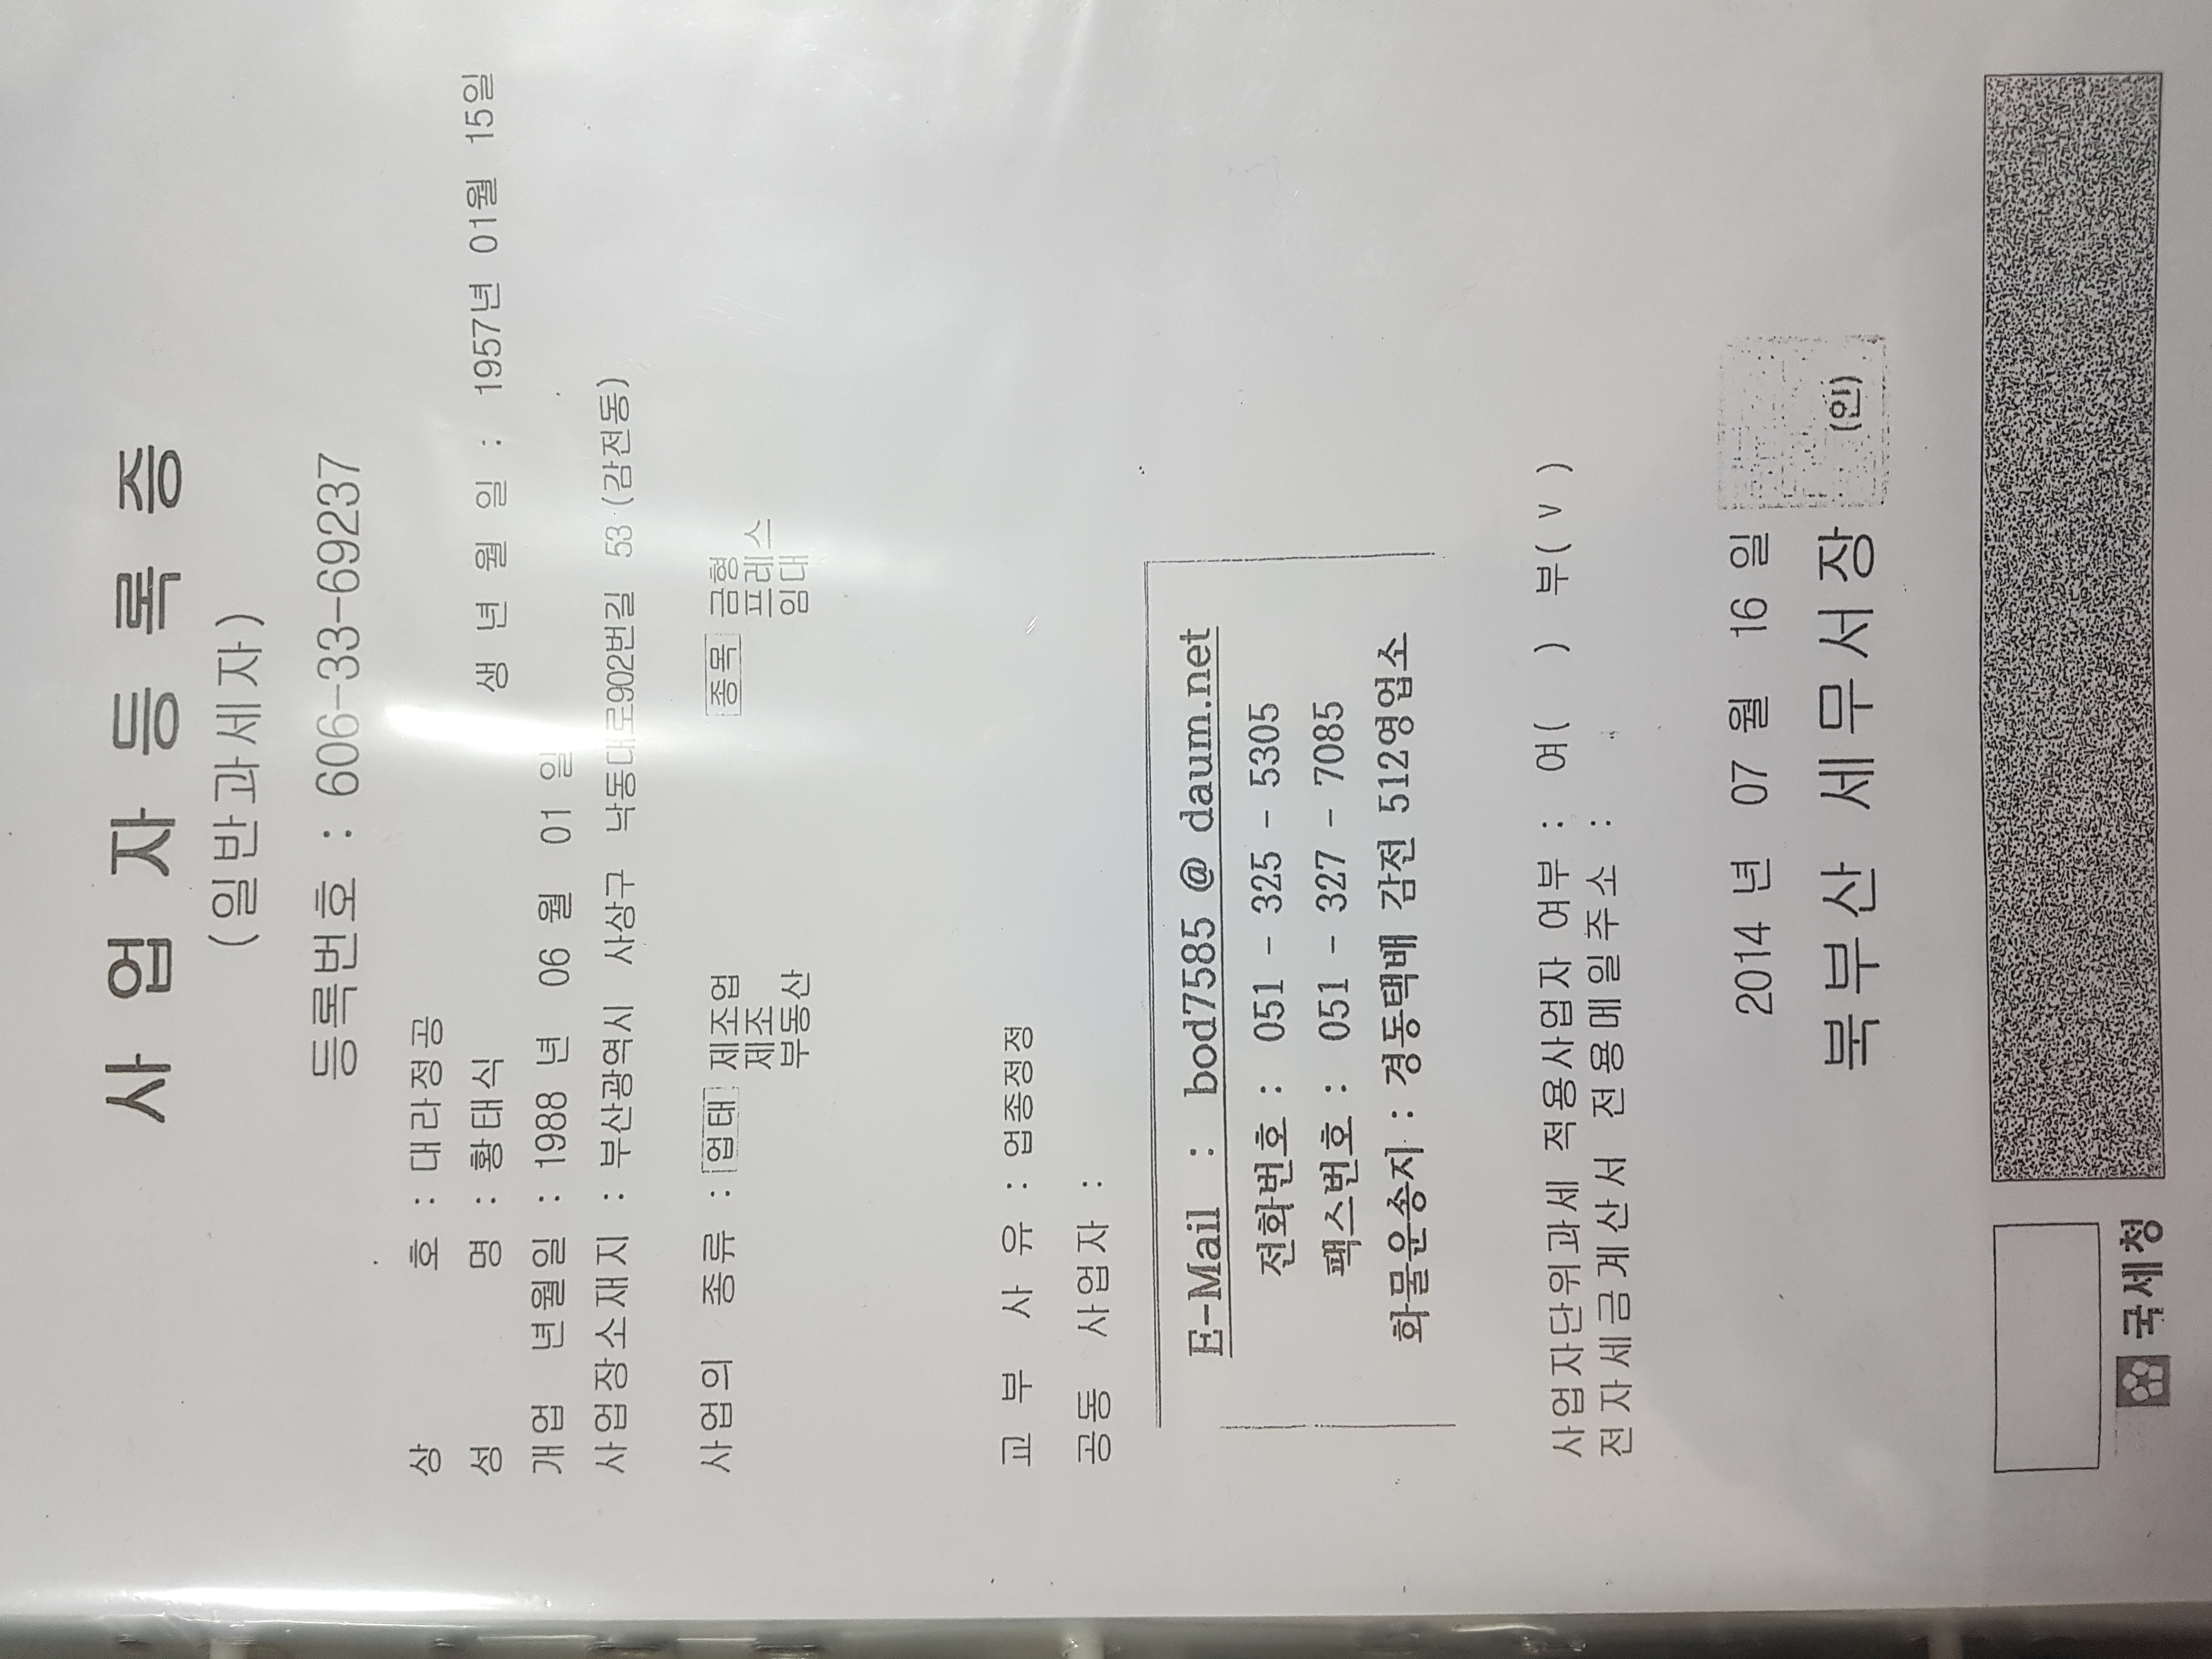 사업자등록증
(일반과세자)
등록번호 : 606-33-69237
상 호 : 대라정공
성 명 : 황태식 생 년 월 일 : 1957년 01월 15일
개업 년월일 : 1988 년 06 월 01 일
사업장소재지 : 부산광역시 사상구 낙동대로902번길 53 (감전동)
사업의 종류 : 업태 제조업 종목 금형
제조 프레스
부동산 임대
교 부 사 유 : 업종정정
공동 사업자 :
E-Mail : bod7585 @ daum.net
전화번호 : 051 - 325 - 5305
팩스번호 : 051 - 327 - 7085
화물운송지 : 경동택배 감전 512영업소
사업자단위과세 적용사업자 여부 : 여( ) 부( v )
전자세금계산서 전용메일주소 :
2014 년 07 월 16 일
북부산 세무서장 (인)
국세청